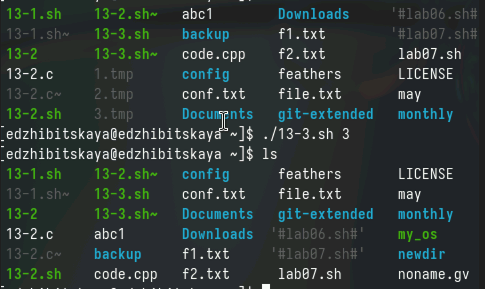 13-1.sh 13-2.sh~ abc1 Downloads '#lab06.sh#'
13-1.sh~ 13-3.sh backup f1.txt '#lab07.sh#
13-2 13-3.sh~ code.cpp f2.txt lab07.sh
13-2.c 1.tmp config feathers LICENSE
13-2.c~ 2.tmp conf.txt file.txt may
13-2.sh 3.tmp Documents git-extended monthly
[edzhibitskaya@edzhibitskaya ~]$ ./13-3.sh 3
[edzhibitskaya@edzhibitskaya ~]$ ls
13-1.sh 13-2.sh~ config feathers LICENSE
13-1.sh~ 13-3.sh conf.txt file.txt may
13-2 13-3.sh~ Documents git-extended monthly
13-2.c abc1 Downloads '#lab06.sh#' my_os
13-2.c~ backup f1.txt '#lab07.sh#' newdir
13-2.sh code.cpp f2.txt lab07.sh noname.gv